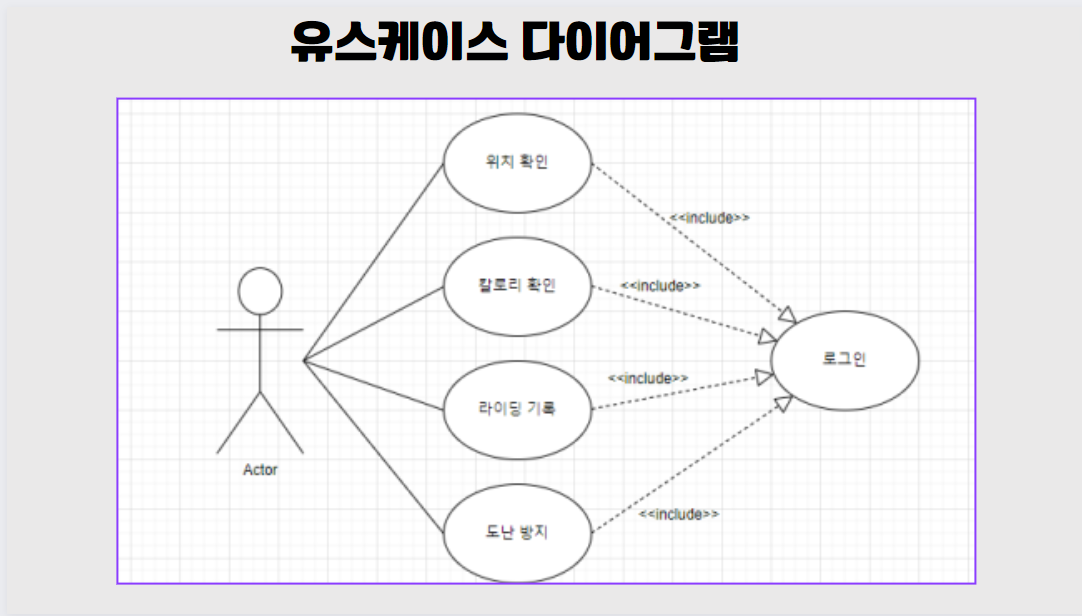 유스케이스 다이어그램
위치 확인
<<include>>
칼로리 확인
<<include>>
로그인
<<include>>
라이딩 기록
Actor
<<include>>
도난 방지